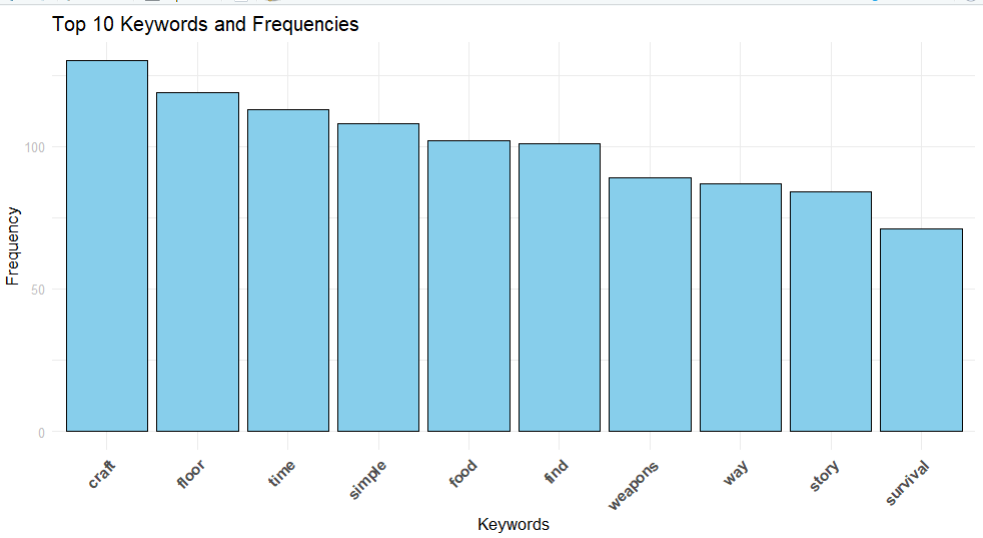 Top 10 Keywords and Frequencies
100
50
0
Frequency
craft
floor
time
simple
food
find
weapons
way
story
survival
Keywords